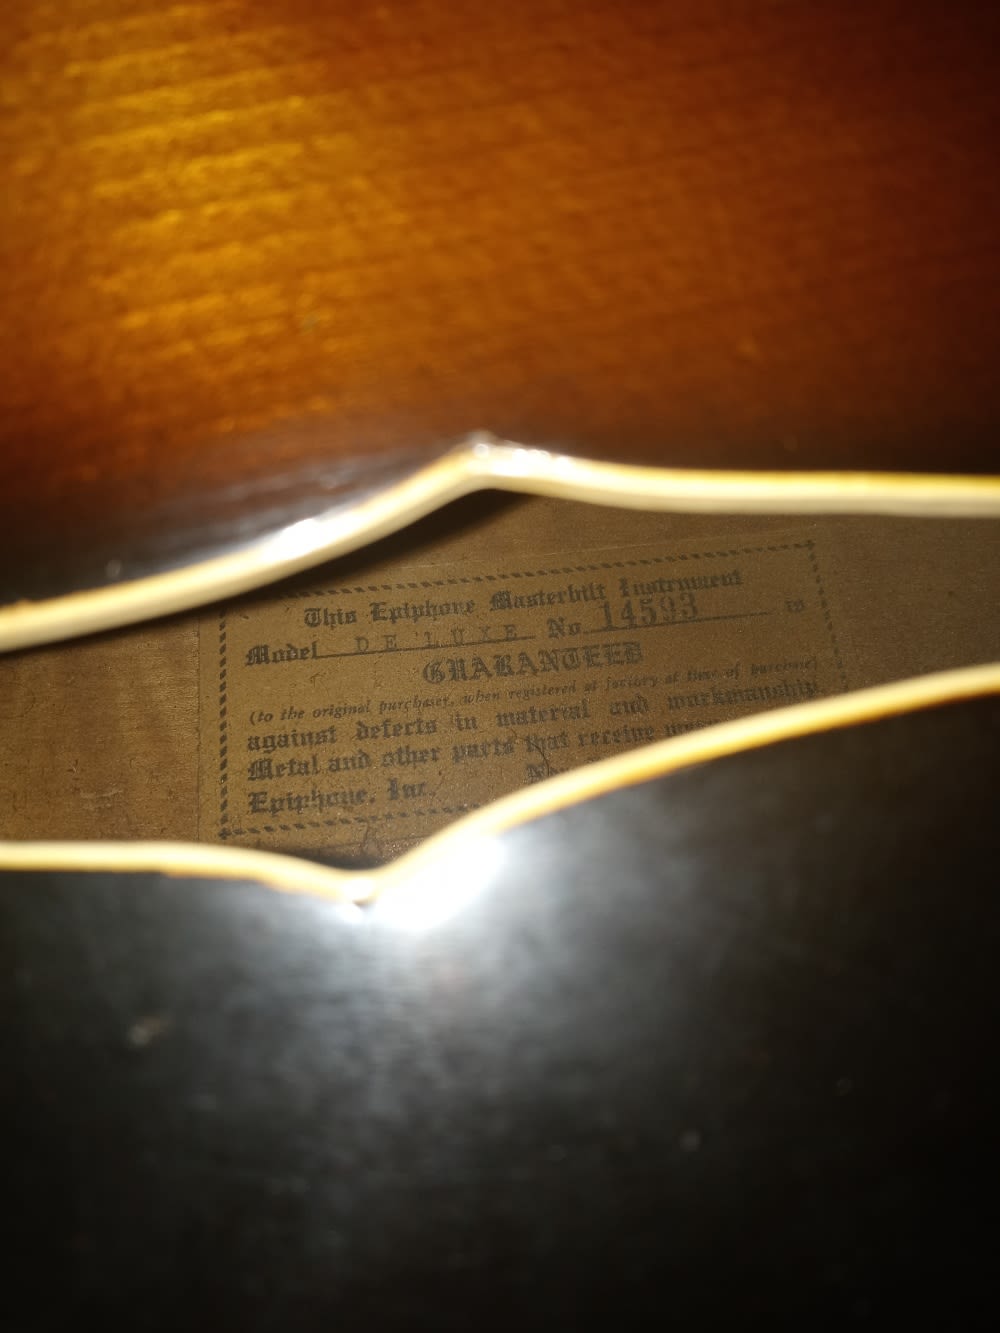 This Epiphone Masterbilt Instrument
Model DE LUXE No 14593 is
GUARANTEED
(to the original purchaser, when registered at factory at time of purchase)
against defects in material and workmanship.
Metal and other parts that receive
Epiphone, Inc. New